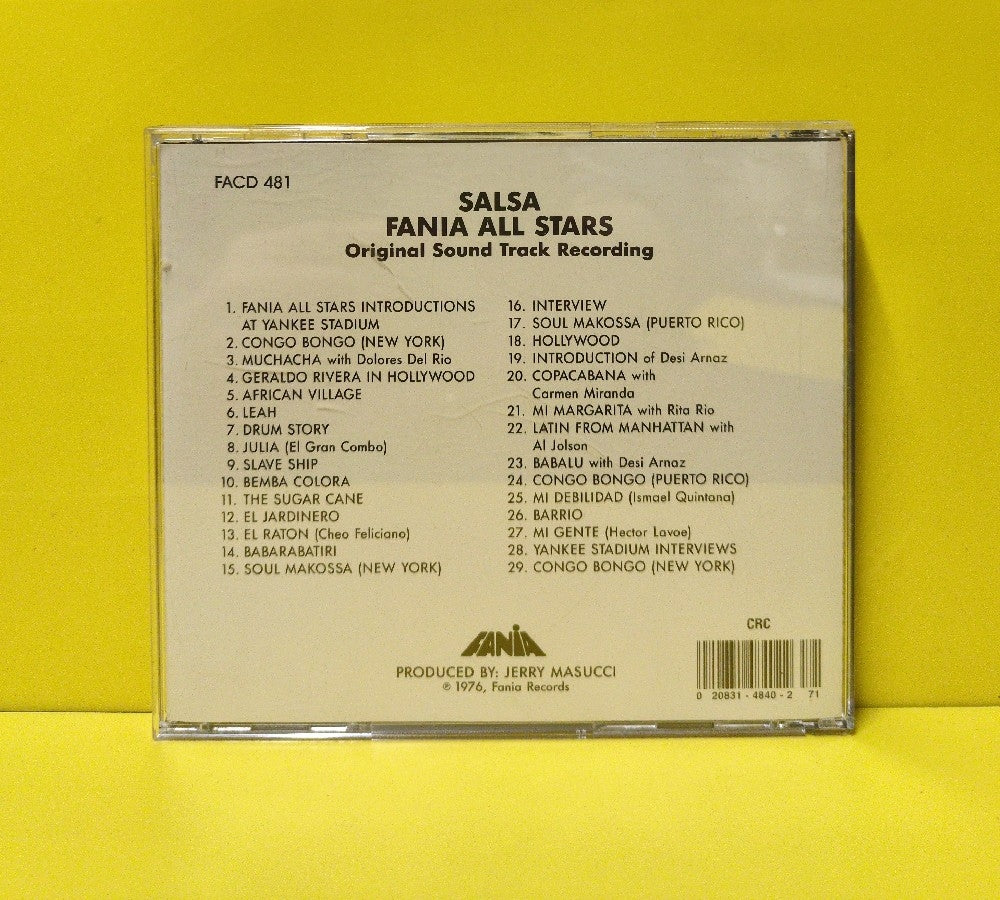 FACD 481
SALSA
FANIA ALL STARS
Original Sound Track Recording
1. FANIA ALL STARS INTRODUCTIONS
AT YANKEE STADIUM
2. CONGO BONGO (NEW YORK)
3. MUCHACHA with Dolores Del Rio
4. GERALDO RIVERA IN HOLLYWOOD
5. AFRICAN VILLAGE
6. LEAH
7. DRUM STORY
8. JULIA (El Gran Combo)
9. SLAVE SHIP
10. BEMBA COLORA
11. THE SUGAR CANE
12. EL JARDINERO
13. EL RATON (Cheo Feliciano)
14. BABARABATIRI
15. SOUL MAKOSSA (NEW YORK)
16. INTERVIEW
17. SOUL MAKOSSA (PUERTO RICO)
18. HOLLYWOOD
19. INTRODUCTION of Desi Arnaz
20. COPACABANA with
Carmen Miranda
21. MI MARGARITA with Rita Rio
22. LATIN FROM MANHATTAN with
Al Jolson
23. BABALU with Desi Arnaz
24. CONGO BONGO (PUERTO RICO)
25. MI DEBILIDAD (Ismael Quintana)
26. BARRIO
27. MI GENTE (Hector Lavoe)
28. YANKEE STADIUM INTERVIEWS
29. CONGO BONGO (NEW YORK)
FANIA
PRODUCED BY: JERRY MASUCCI
℗ 1976, Fania Records
CRC
0 20831 - 4840 - 2 71